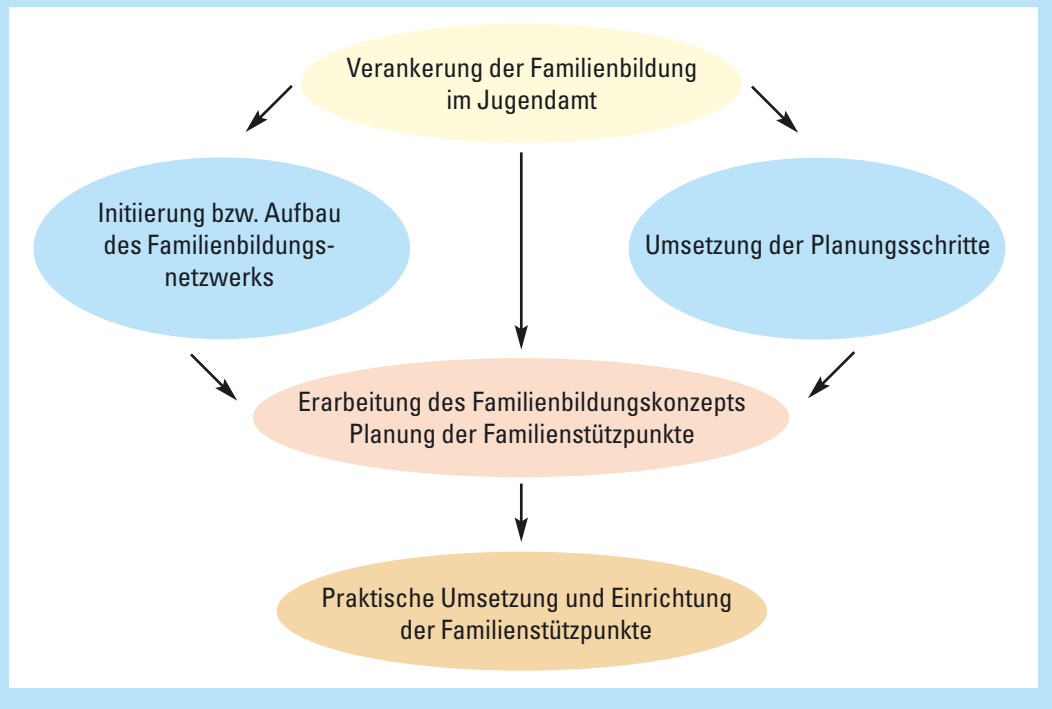 Verankerung der Familienbildung
im Jugendamt
Initiierung bzw. Aufbau
des Familienbildungs-
netzwerks
Umsetzung der Planungsschritte
Erarbeitung des Familienbildungskonzepts
Planung der Familienstützpunkte
Praktische Umsetzung und Einrichtung
der Familienstützpunkte